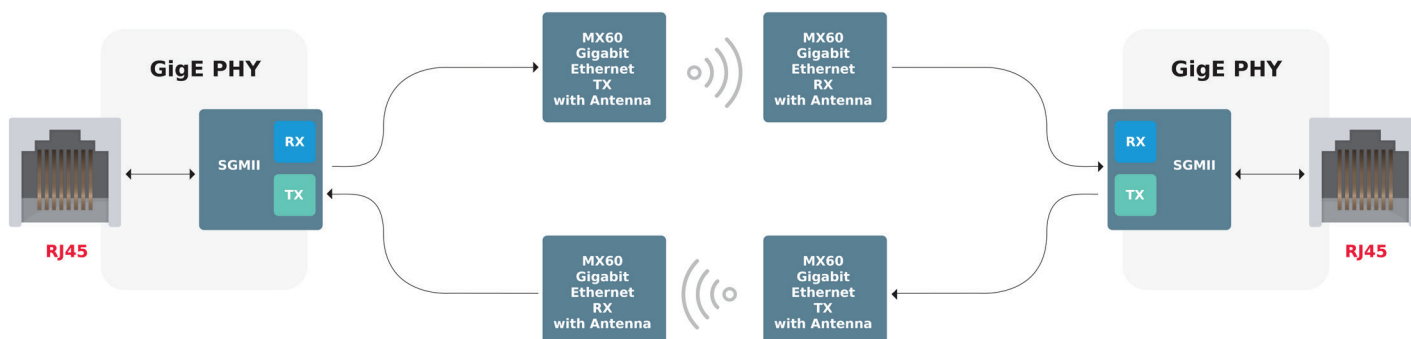 GigE PHY
SGMII
RX
TX
RJ45
MX60
Gigabit
Ethernet
TX
with Antenna
MX60
Gigabit
Ethernet
RX
with Antenna
MX60
Gigabit
Ethernet
RX
with Antenna
MX60
Gigabit
Ethernet
TX
with Antenna
GigE PHY
RX
TX
SGMII
RJ45